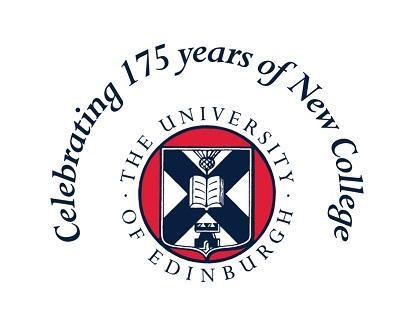 Celebrating 175 years of New College
THE UNIVERSITY
OF EDINBURGH